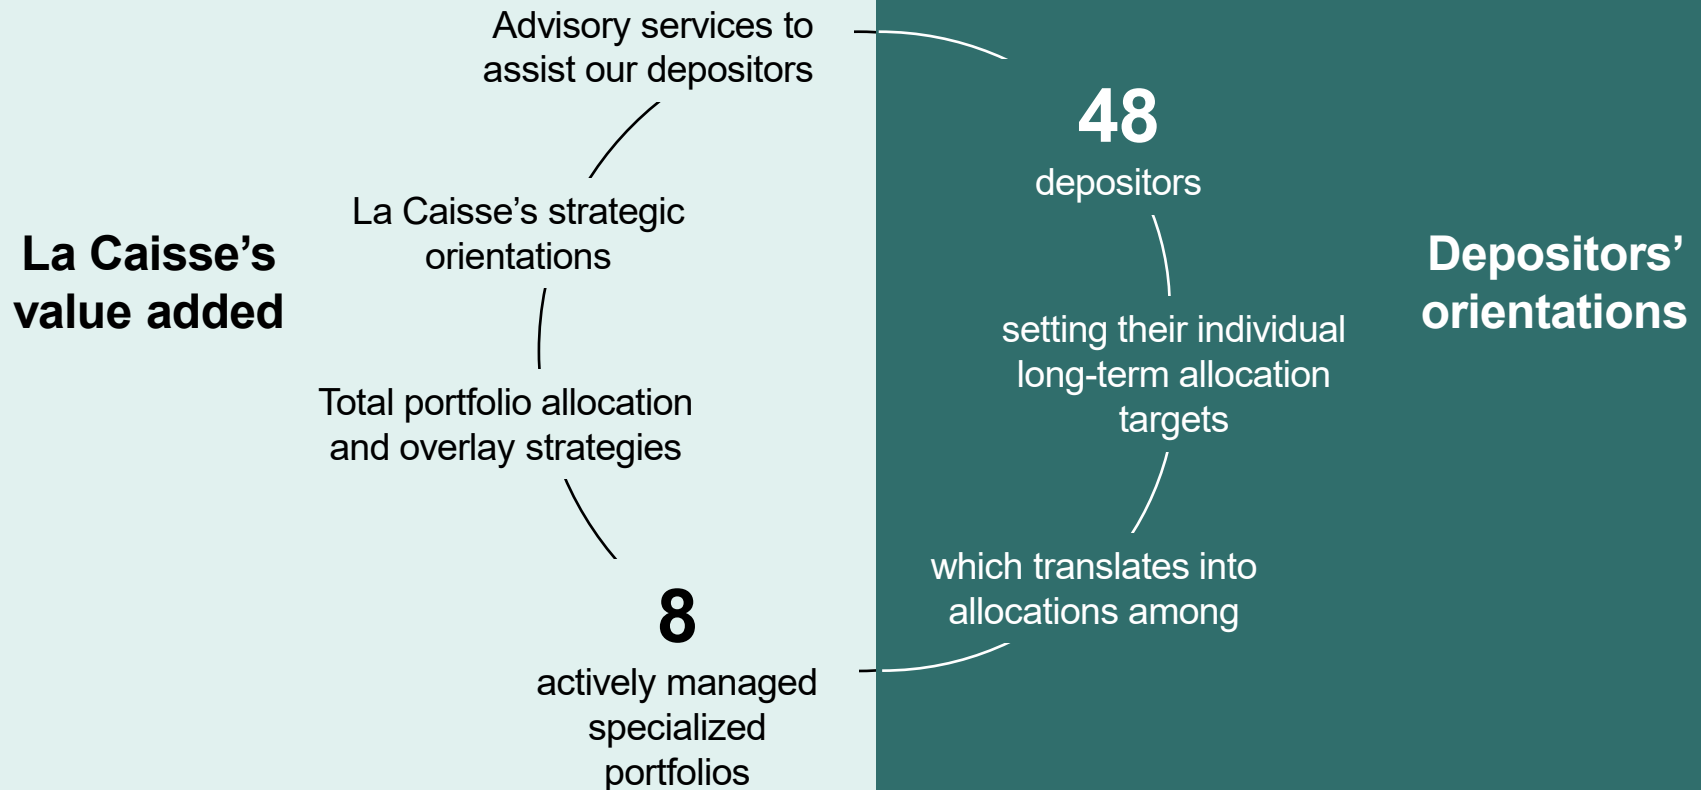 Advisory services to
assist our depositors
La Caisse’s strategic
orientations
La Caisse’s
value added
Total portfolio allocation
and overlay strategies
8
actively managed
specialized
portfolios
48
depositors
Depositors’
orientations
setting their individual
long-term allocation
targets
which translates into
allocations among